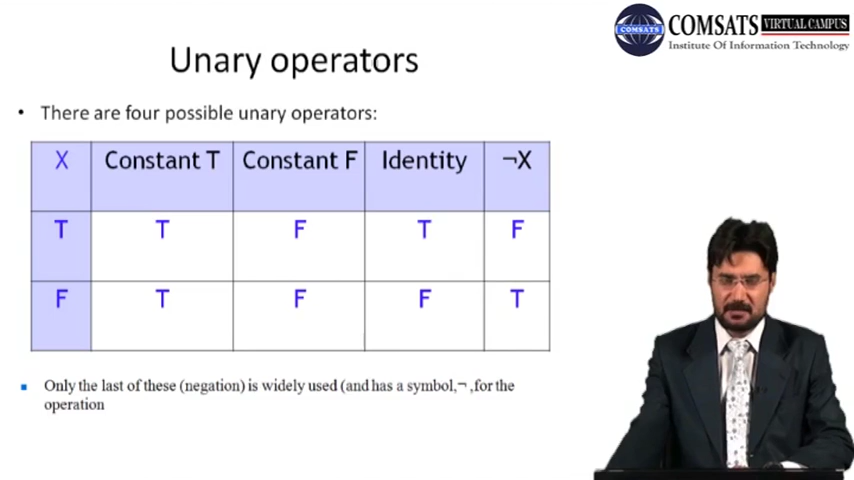 COMSATS VIRTUAL CAMPUS
Institute Of Information Technology
COMSATS
Unary operators
• There are four possible unary operators:
X Constant T Constant F Identity ¬X
T T F T F
F T F F T
Only the last of these (negation) is widely used (and has a symbol,¬ ,for the
operation